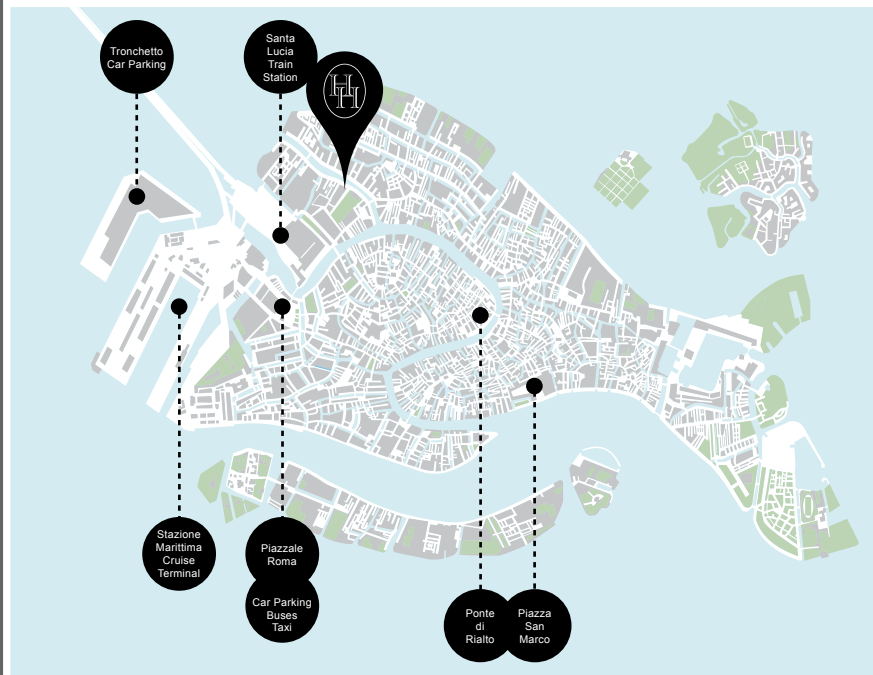 Tronchetto
Car Parking
Santa
Lucia
Train
Station
HH
Stazione
Marittima
Cruise
Terminal
Piazzale
Roma
Car Parking
Buses
Taxi
Ponte
di
Rialto
Piazza
San
Marco